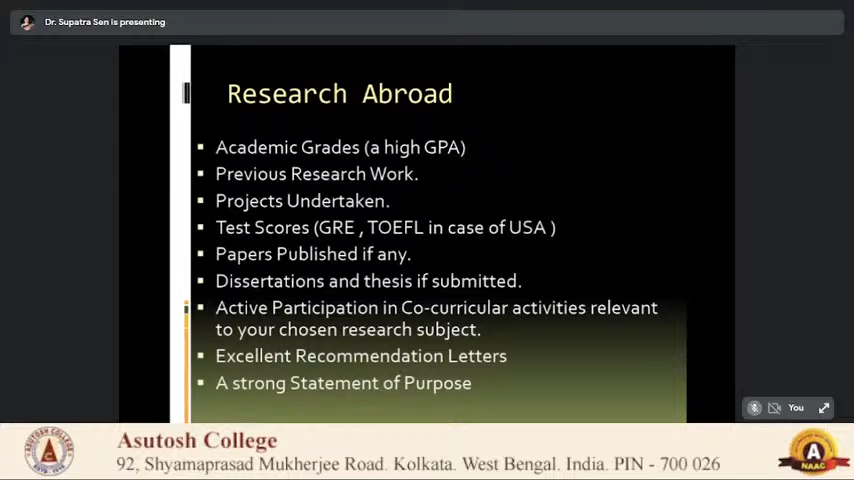 Dr. Supatra Sen is presenting
Research Abroad
Academic Grades (a high GPA)
Previous Research Work.
Projects Undertaken.
Test Scores (GRE , TOEFL in case of USA )
Papers Published if any.
Dissertations and thesis if submitted.
Active Participation in Co-curricular activities relevant
to your chosen research subject.
Excellent Recommendation Letters
A strong Statement of Purpose
You
ASUTOSH COLLEGE
Asutosh College
92, Shyamaprasad Mukherjee Road. Kolkata. West Bengal. India. PIN - 700 026
A
NAAC